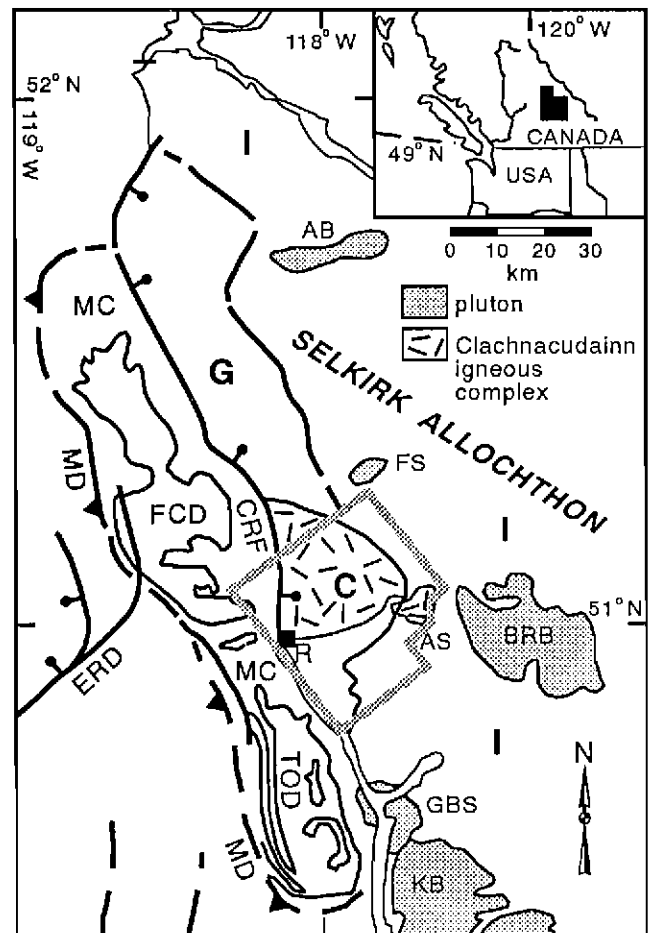 118° W
120° W
52° N
119° W
I
CANADA
49° N
USA
AB
0 10 20 30
km
MC
pluton
G
Clachnacudainn
igneous
complex
SELKIRK ALLOCHTHON
FS
MD
FCD
CRF
I
C
51° N
BRB
AS
R
ERD
MC
I
N
TOD
GBS
MD
KB